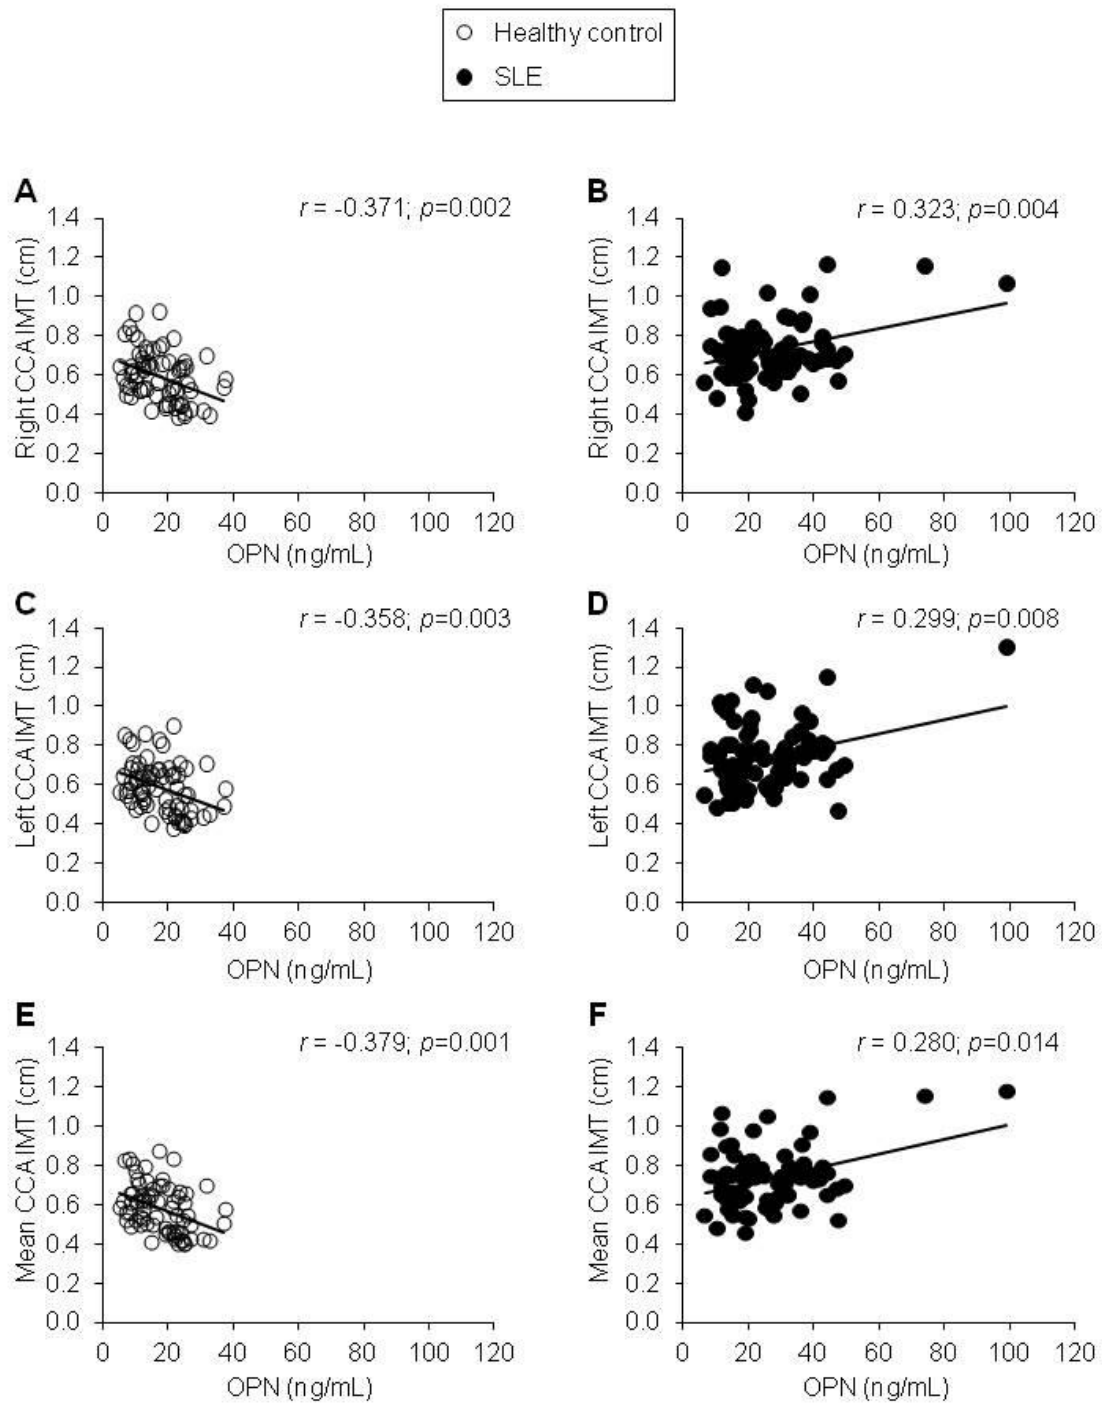 Healthy control
SLE
A
r = -0.371; p=0.002
1.4
1.2
1.0
0.8
0.6
0.4
0.2
0.0
Right CCA IMT (cm)
0 20 40 60 80 100 120
OPN (ng/mL)
B
r = 0.323; p=0.004
1.4
1.2
1.0
0.8
0.6
0.4
0.2
0.0
Right CCA IMT (cm)
0 20 40 60 80 100 120
OPN (ng/mL)
C
r = -0.358; p=0.003
1.4
1.2
1.0
0.8
0.6
0.4
0.2
0.0
Left CCA IMT (cm)
0 20 40 60 80 100 120
OPN (ng/mL)
D
r = 0.299; p=0.008
1.4
1.2
1.0
0.8
0.6
0.4
0.2
0.0
Left CCA IMT (cm)
0 20 40 60 80 100 120
OPN (ng/mL)
E
r = -0.379; p=0.001
1.4
1.2
1.0
0.8
0.6
0.4
0.2
0.0
Mean CCA IMT (cm)
0 20 40 60 80 100 120
OPN (ng/mL)
F
r = 0.280; p=0.014
1.4
1.2
1.0
0.8
0.6
0.4
0.2
0.0
Mean CCA IMT (cm)
0 20 40 60 80 100 120
OPN (ng/mL)